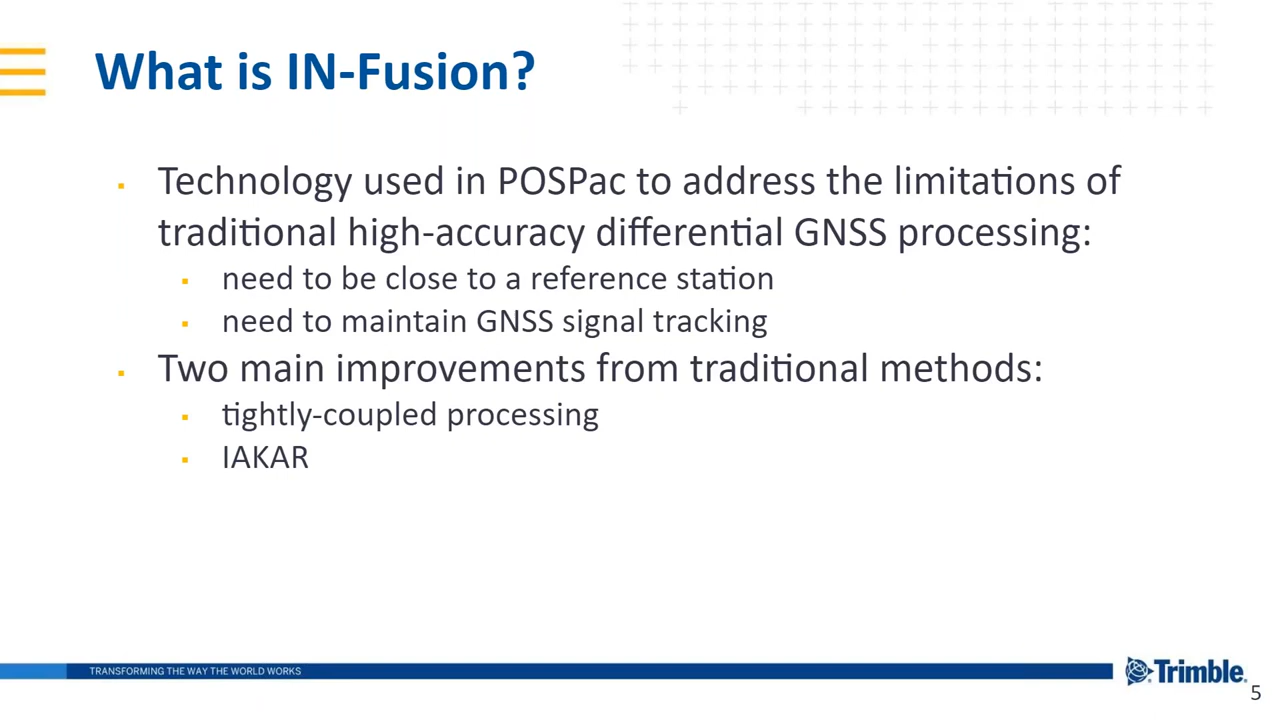 What is IN-Fusion?
Technology used in POSPac to address the limitations of
traditional high-accuracy differential GNSS processing:
need to be close to a reference station
need to maintain GNSS signal tracking
Two main improvements from traditional methods:
tightly-coupled processing
IAKAR
TRANSFORMING THE WAY THE WORLD WORKS
Trimble.
5